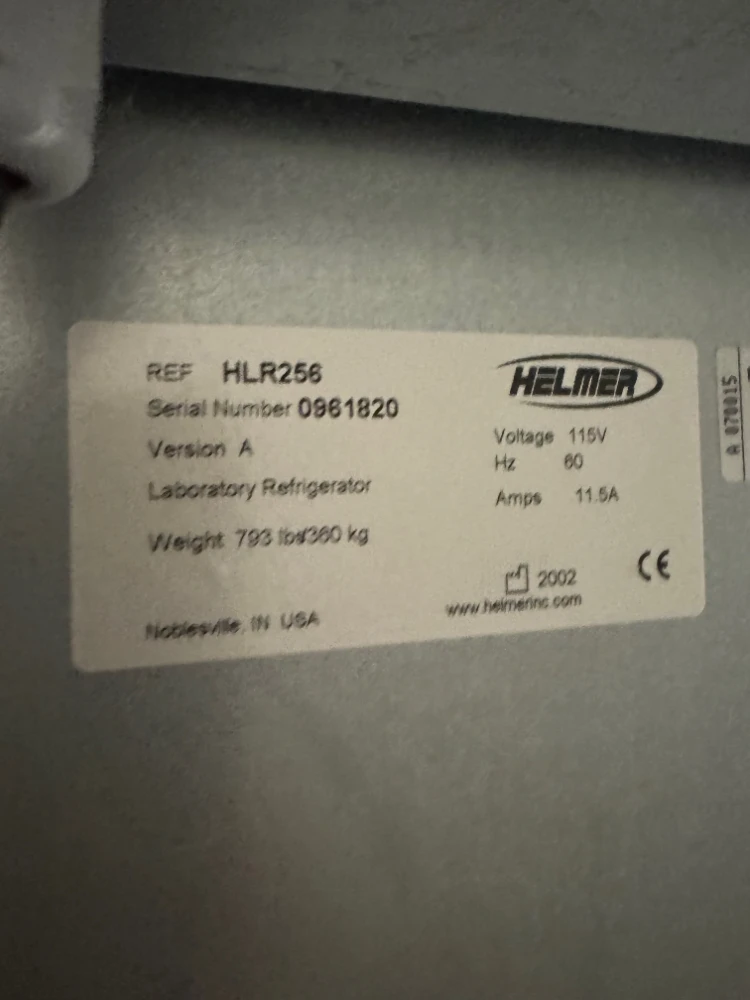 REF HLR256
Serial Number 0961820
Version A
Laboratory Refrigerator
Weight 793 lbs/360 kg
Noblesville, IN USA
HELMER
Voltage 115V
Hz 60
Amps 11.5A
2002
www.helmerinc.com
CE
A 070015